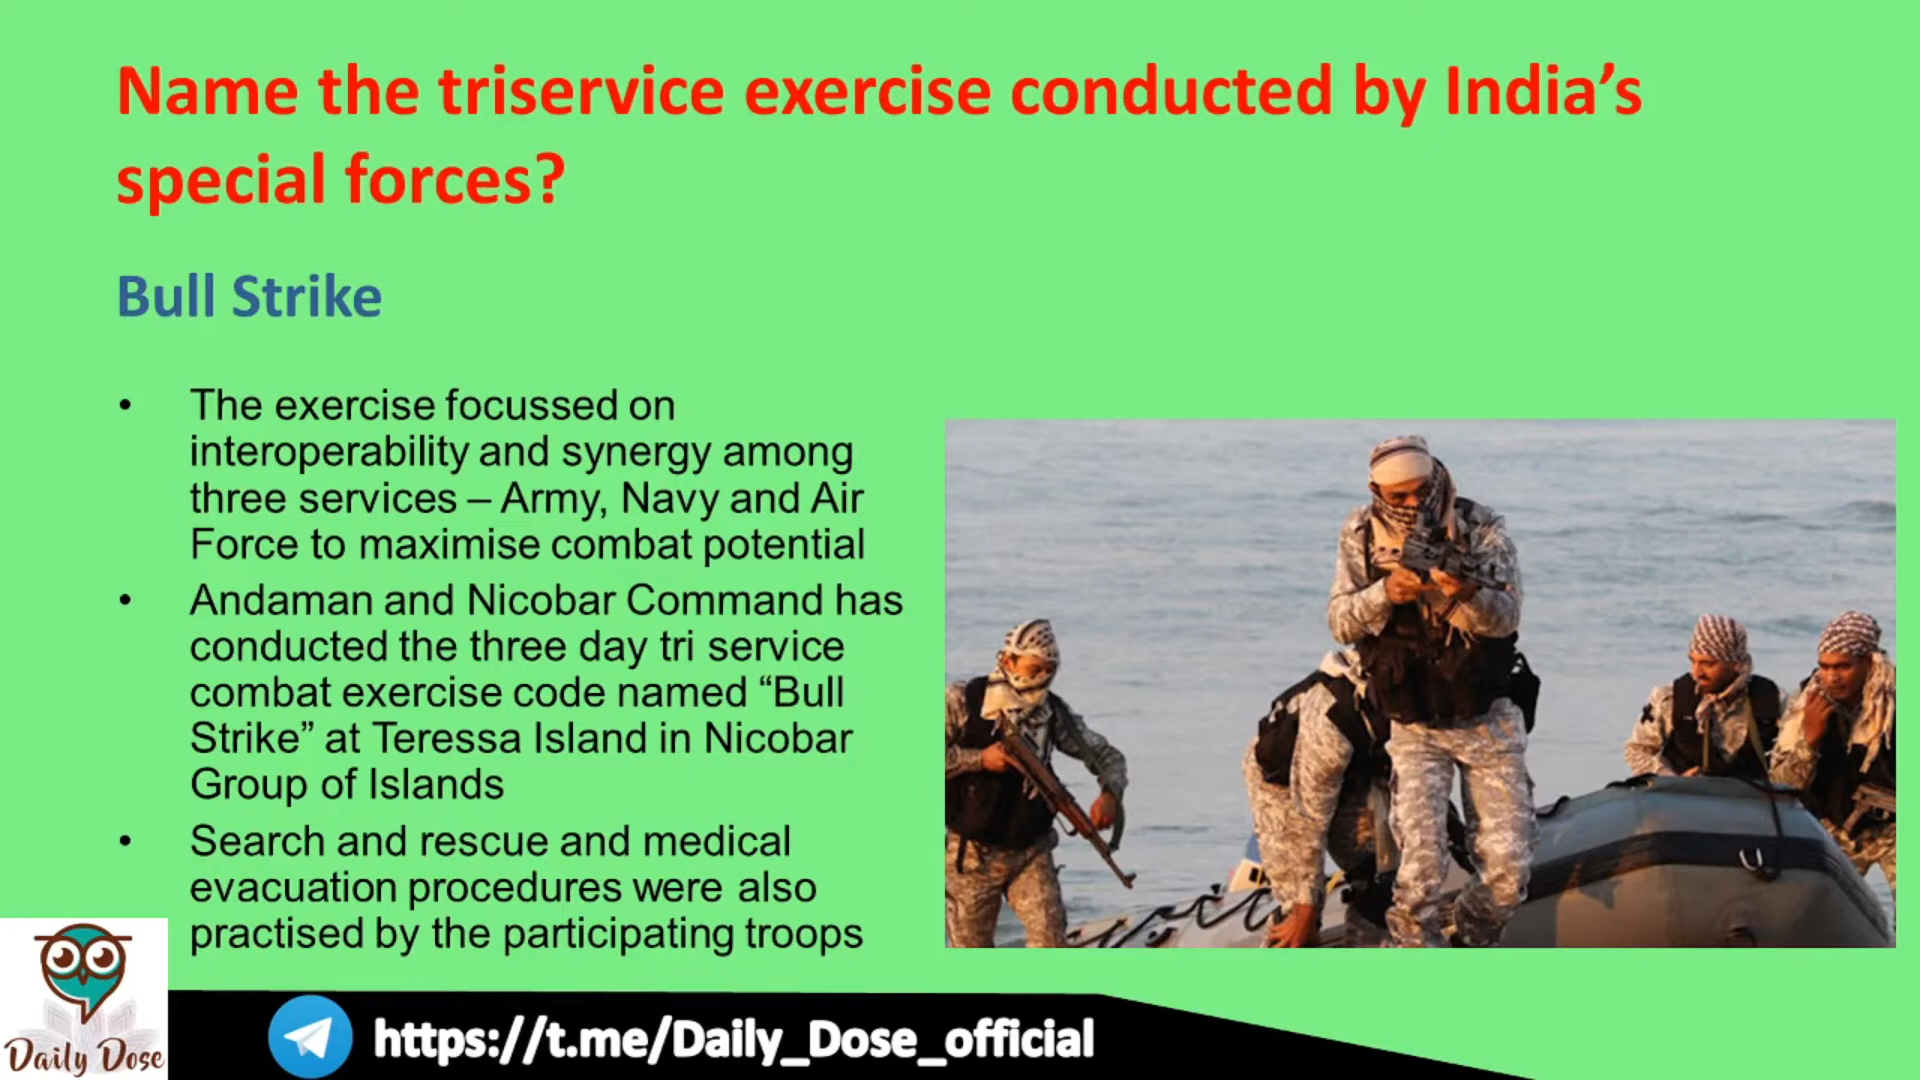 Name the triservice exercise conducted by India’s
special forces?
Bull Strike
• The exercise focussed on
interoperability and synergy among
three services – Army, Navy and Air
Force to maximise combat potential
• Andaman and Nicobar Command has
conducted the three day tri service
combat exercise code named “Bull
Strike” at Teressa Island in Nicobar
Group of Islands
• Search and rescue and medical
evacuation procedures were also
practised by the participating troops
Daily Dose
https://t.me/Daily_Dose_official